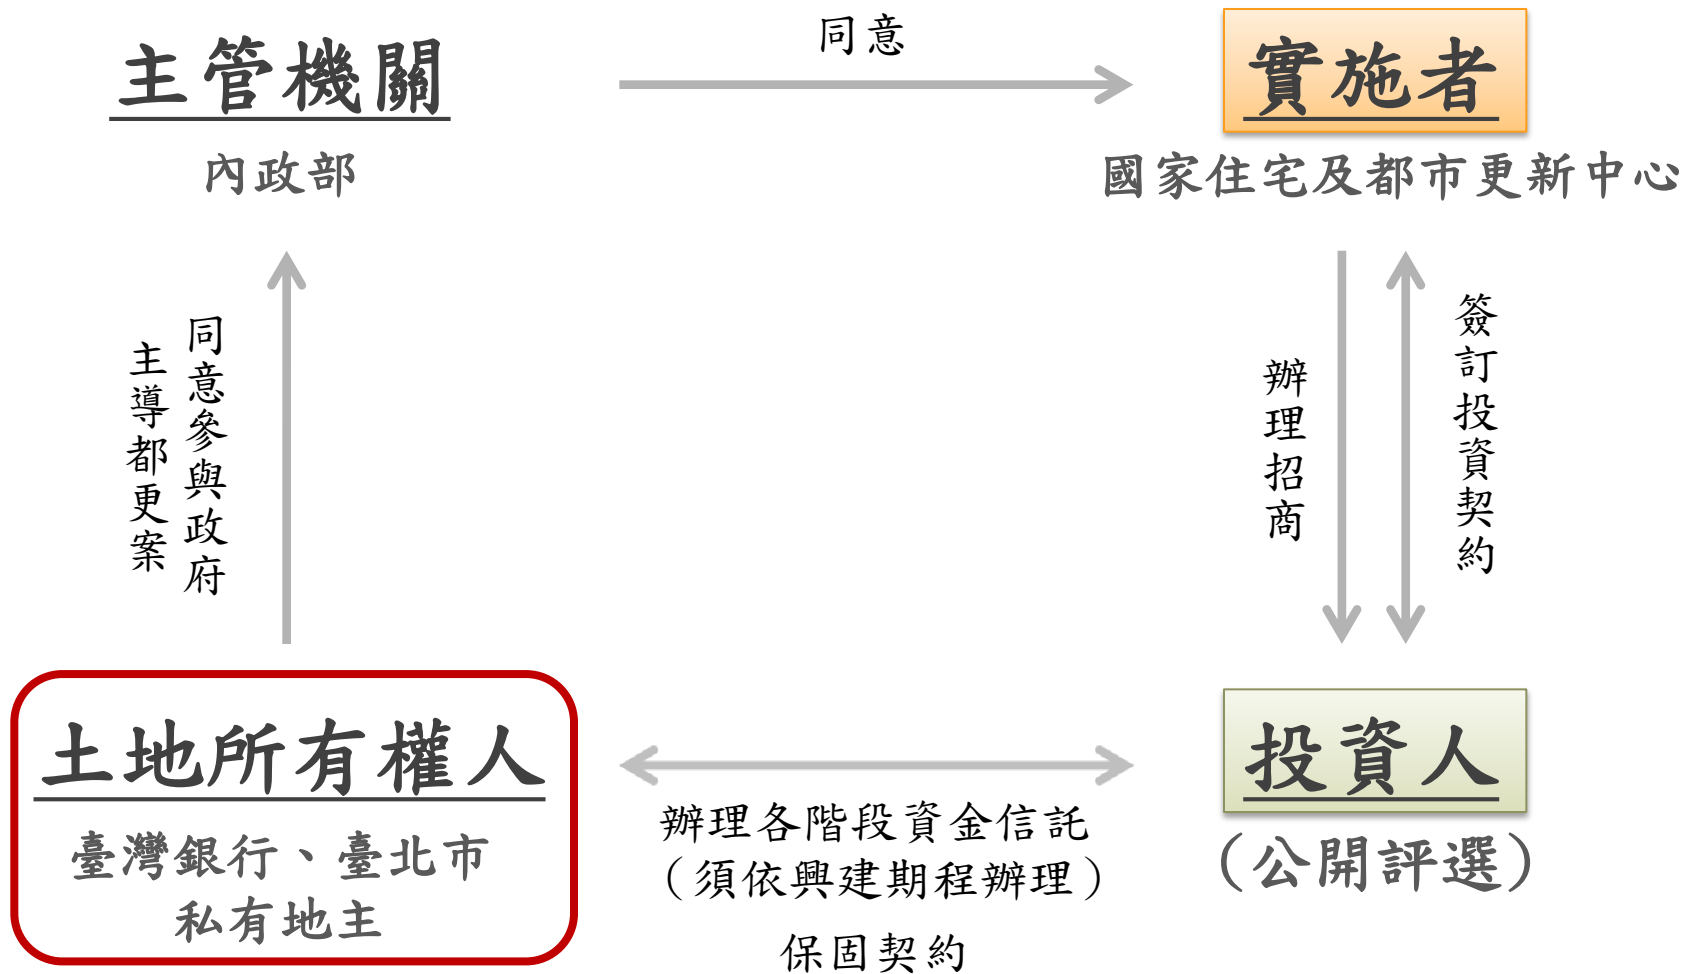 主管機關
內政部
同意
實施者
國家住宅及都市更新中心
同意參與政府
主導都更案
辦理招商
簽訂投資契約
土地所有權人
臺灣銀行、臺北市
私有地主
辦理各階段資金信託
（須依興建期程辦理）
保固契約
投資人
（公開評選）